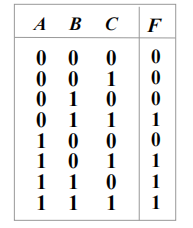 A B C F
0 0 0 0
0 0 1 0
0 1 0 0
0 1 1 1
1 0 0 0
1 0 1 1
1 1 0 1
1 1 1 1